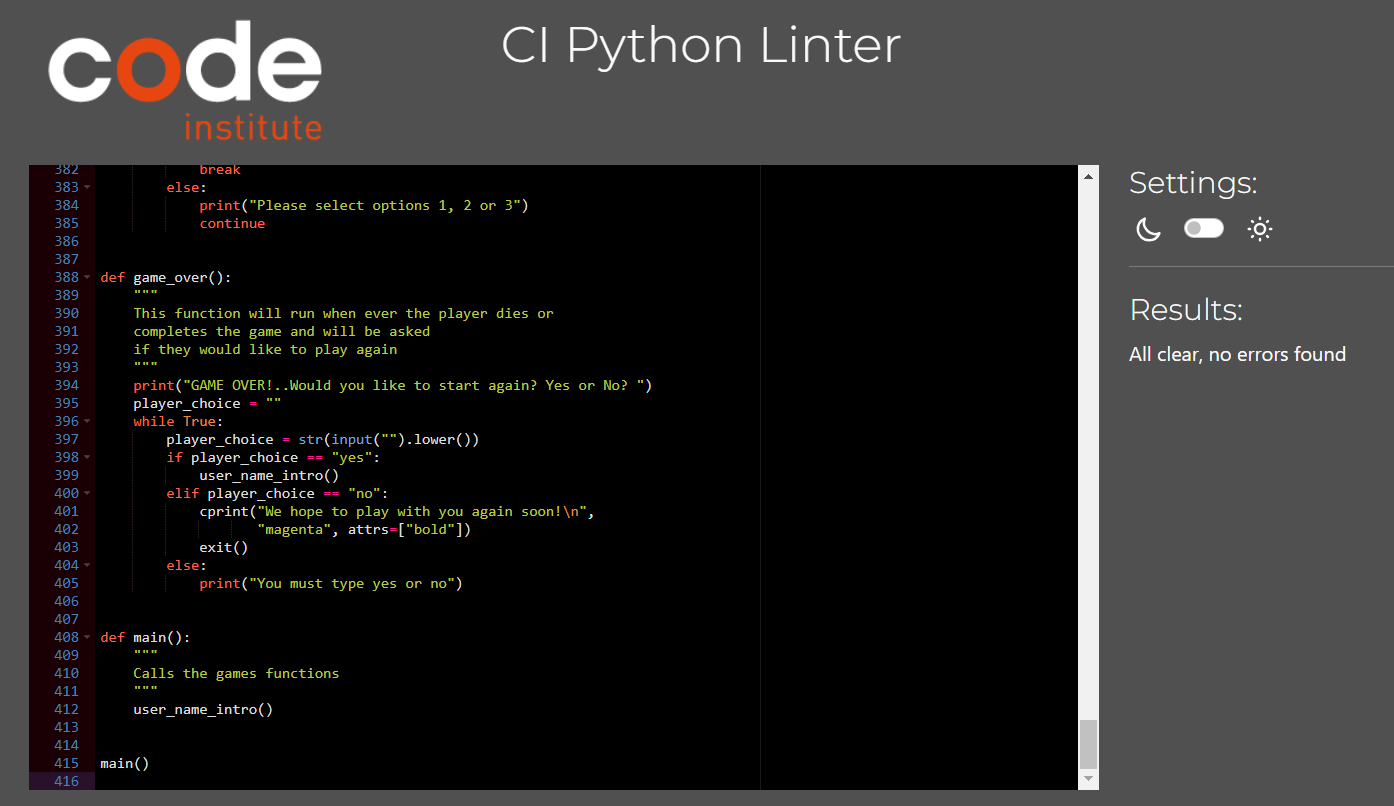 code
institute
CI Python Linter
382             break
383         else:
384             print("Please select options 1, 2 or 3")
385             continue
386
387
388 def game_over():
389     """
390     This function will run when ever the player dies or
391     completes the game and will be asked
392     if they would like to play again
393     """
394     print("GAME OVER!..Would you like to start again? Yes or No? ")
395     player_choice = ""
396     while True:
397         player_choice = str(input("").lower())
398         if player_choice == "yes":
399             user_name_intro()
400         elif player_choice == "no":
401             cprint("We hope to play with you again soon!\n",
402                    "magenta", attrs=["bold"])
403             exit()
404         else:
405             print("You must type yes or no")
406
407
408 def main():
409     """
410     Calls the games functions
411     """
412     user_name_intro()
413
414
415 main()
416
Settings:
Results:
All clear, no errors found